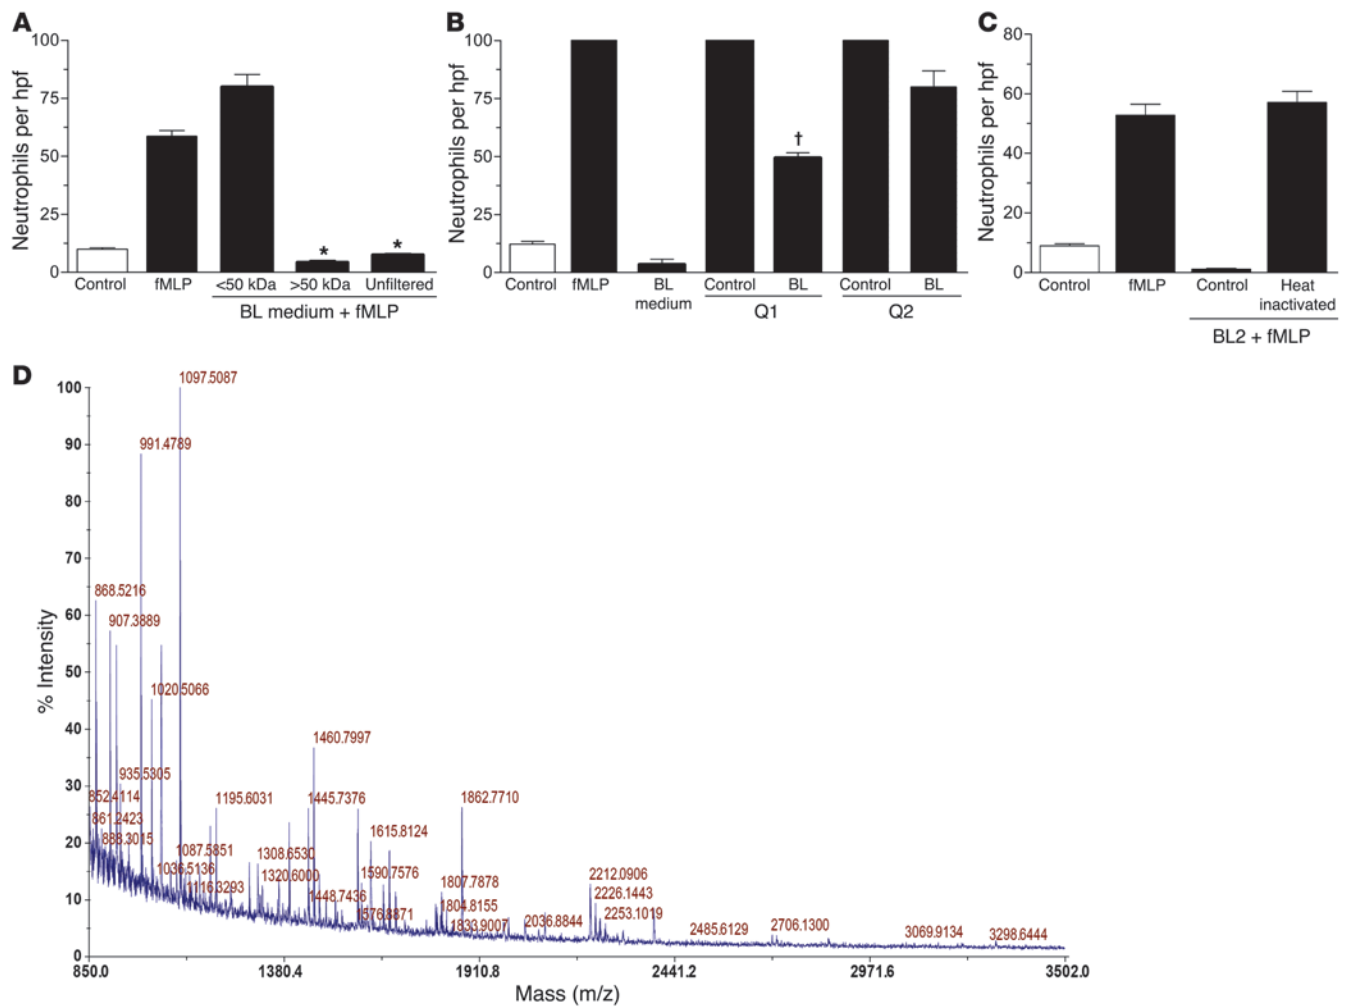 A
Neutrophils per hpf
100
75
50
25
0
Control
fMLP
<50 kDa
>50 kDa
Unfiltered
*
*
BL medium + fMLP
B
Neutrophils per hpf
100
75
50
25
0
†
Control
fMLP
BL
medium
Control
BL
Control
BL
Q1
Q2
C
Neutrophils per hpf
80
60
40
20
0
Control
fMLP
Control
Heat
inactivated
BL2 + fMLP
D
% Intensity
100
90
80
70
60
50
40
30
20
10
0
1097.5087
991.4789
868.5216
907.3889
1020.5066
935.5305
852.4114
861.2423
888.3015
1087.5851
1036.5136
1116.3293
1195.6031
1308.6530
1320.6000
1460.7997
1445.7376
1448.7436
1615.8124
1590.7576
1576.8871
1862.7710
1807.7878
1804.8155
1833.9007
2036.8844
2212.0906
2226.1443
2253.1019
2485.6129
2706.1300
3069.9134
3298.6444
850.0
1380.4
1910.8
2441.2
2971.6
3502.0
Mass (m/z)